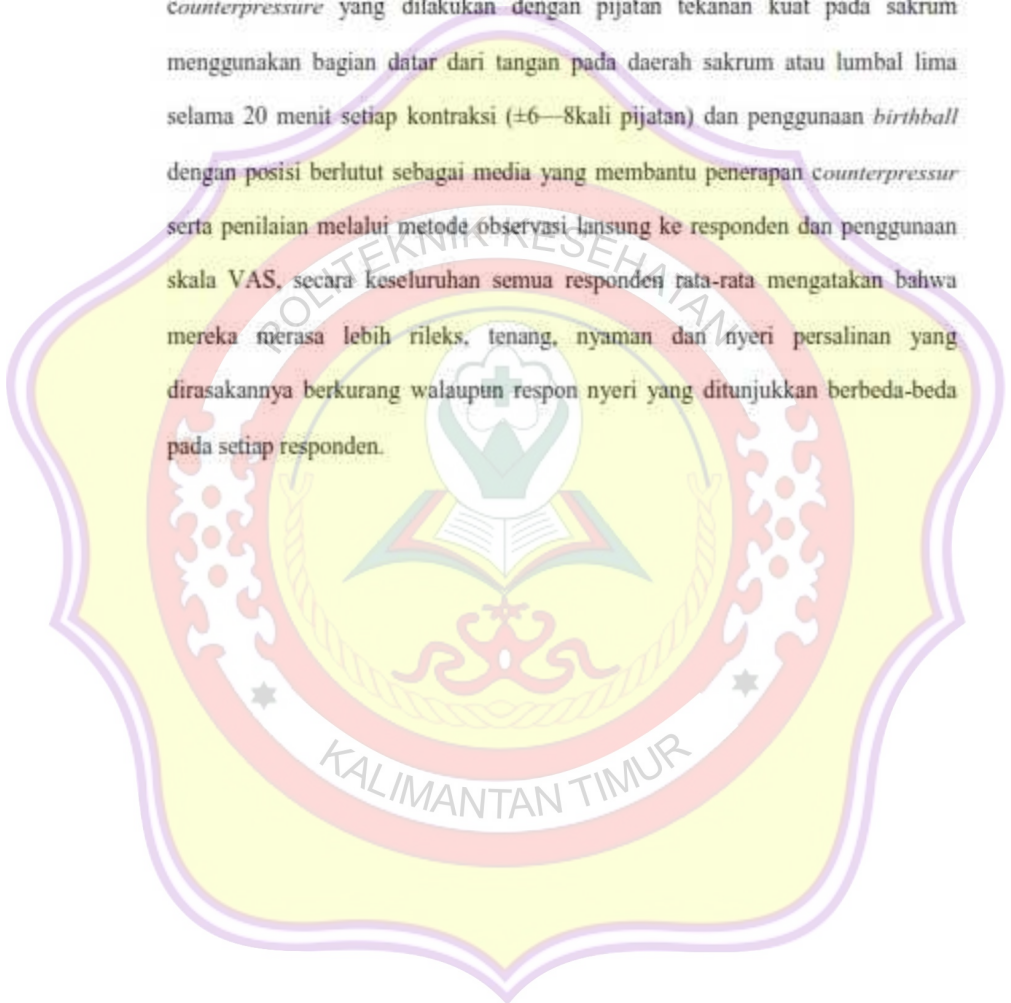 counterpressure yang dilakukan dengan pijatan tekanan kuat pada sakrum
menggunakan bagian datar dari tangan pada daerah sakrum atau lumbal lima
selama 20 menit setiap kontraksi (±6—8kali pijatan) dan penggunaan birthball
dengan posisi berlutut sebagai media yang membantu penerapan counterpressur
serta penilaian melalui metode observasi lansung ke responden dan penggunaan
skala VAS, secara keseluruhan semua responden rata-rata mengatakan bahwa
mereka merasa lebih rileks, tenang, nyaman dan nyeri persalinan yang
dirasakannya berkurang walaupun respon nyeri yang ditunjukkan berbeda-beda
pada setiap responden.
POLITEKNIK KESEHATAN
KALIMANTAN TIMUR